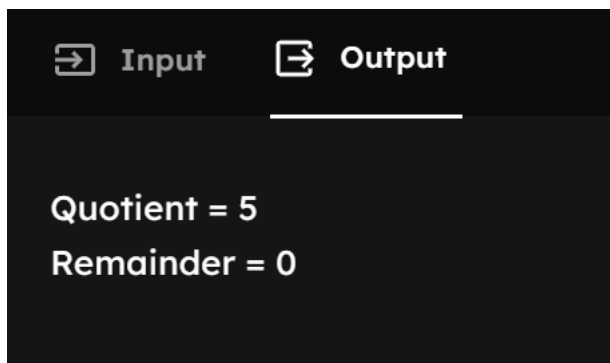 Input Output
Quotient = 5
Remainder = 0